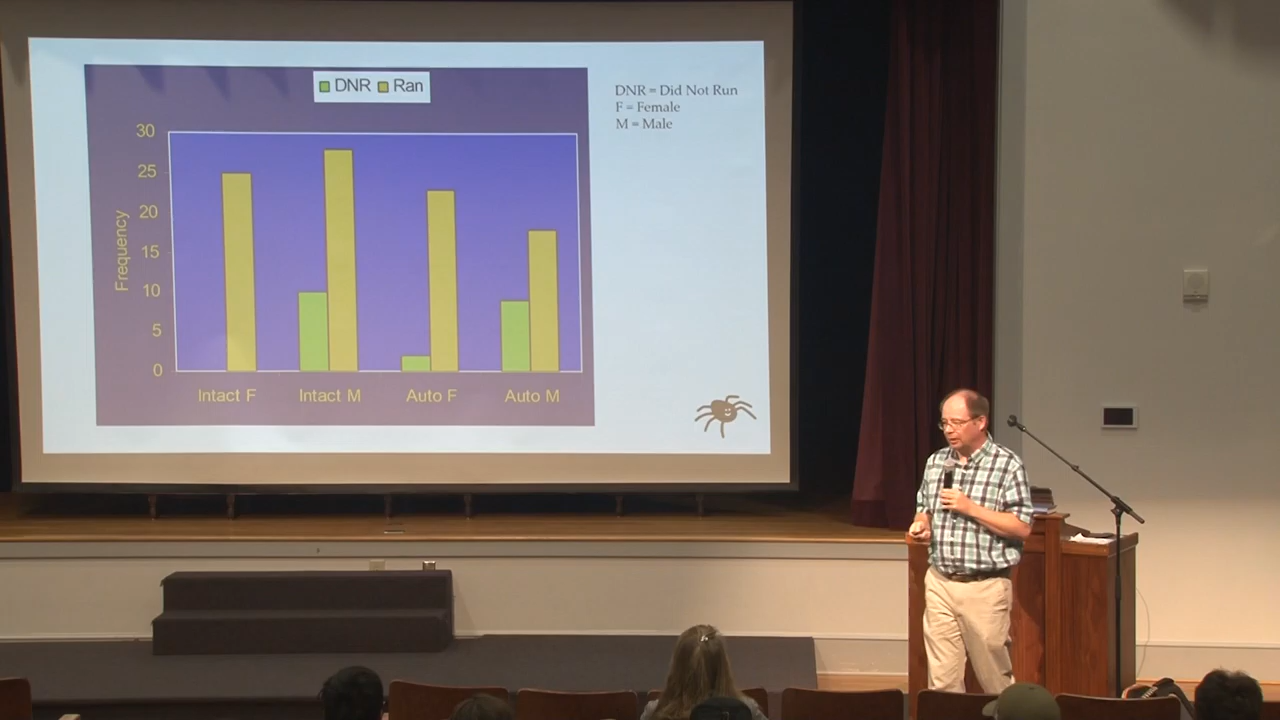 DNR Ran
DNR = Did Not Run
F = Female
M = Male
30
25
20
15
10
5
0
Frequency
Intact F Intact M Auto F Auto M